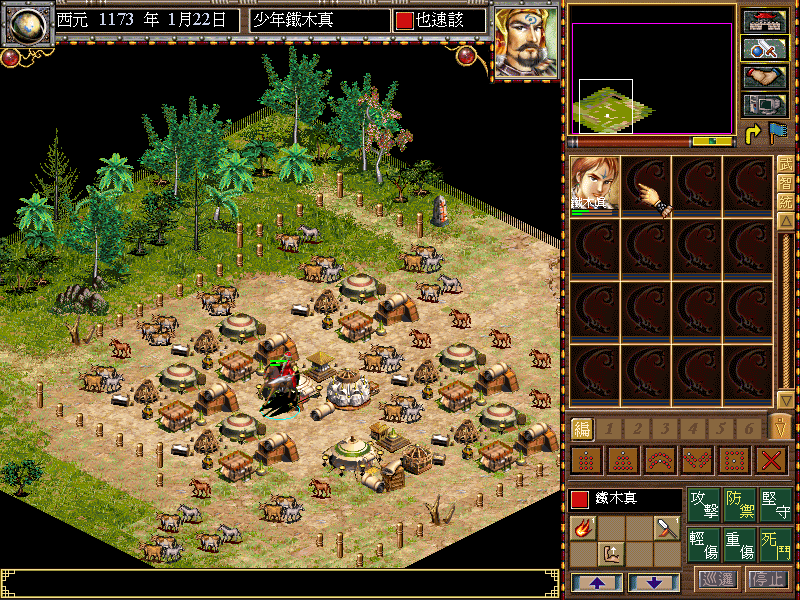 西元 1173 年 1月22日
少年鐵木真
也速該
鐵木真
武
智
統
編 1 2 3 4 5 6
鐵木真
攻擊 防禦 堅守
輕傷 重傷 死鬥
巡邏 停止